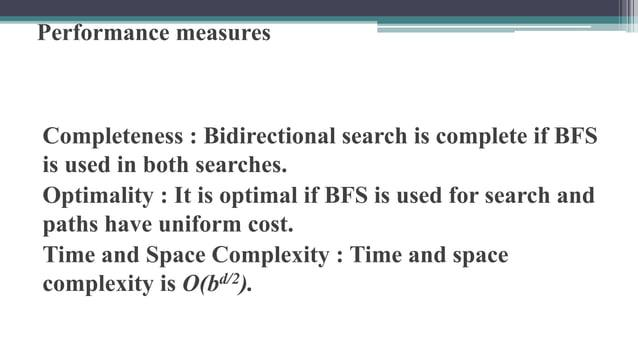 Performance measures
Completeness : Bidirectional search is complete if BFS
is used in both searches.
Optimality : It is optimal if BFS is used for search and
paths have uniform cost.
Time and Space Complexity : Time and space
complexity is O(b^{d/2}).